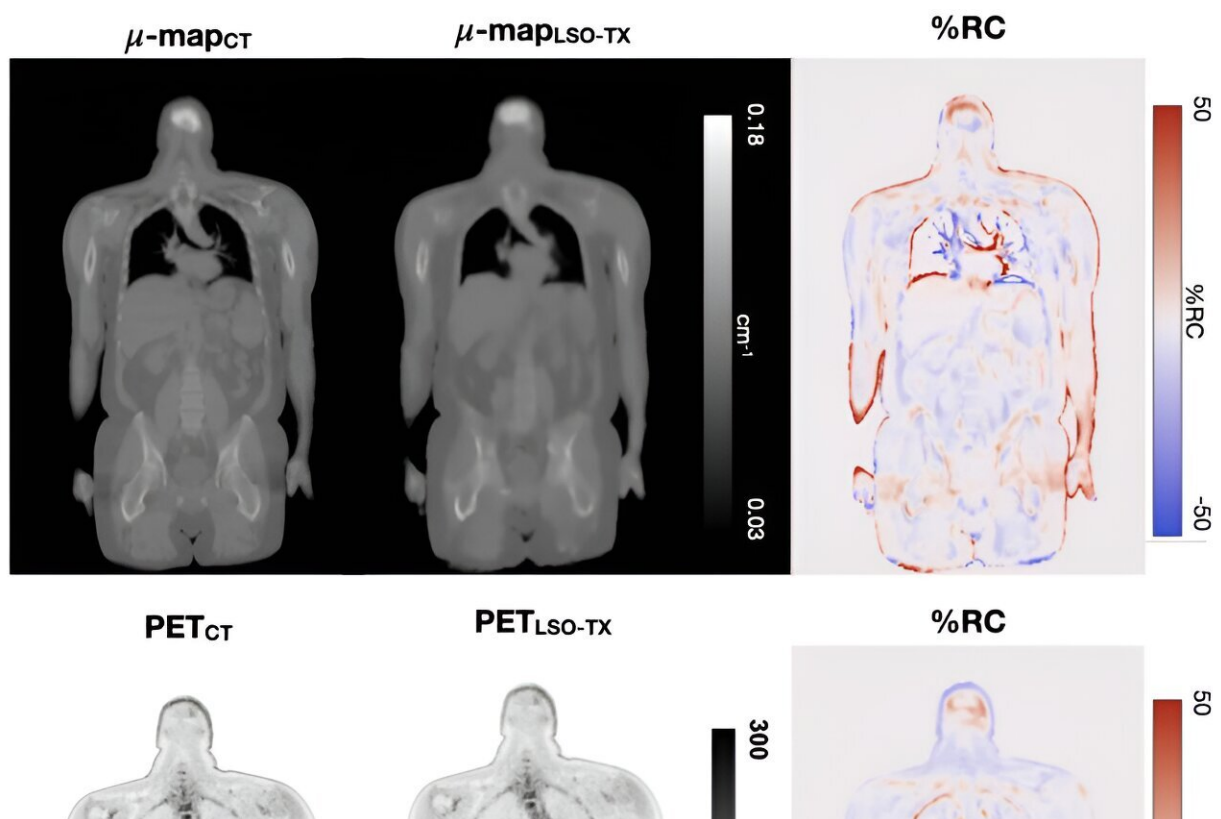 μ-mapCT
μ-mapLSO-TX
%RC
0.18
cm-1
0.03
50
%RC
-50
PETCT
PETLSO-TX
%RC
300
50